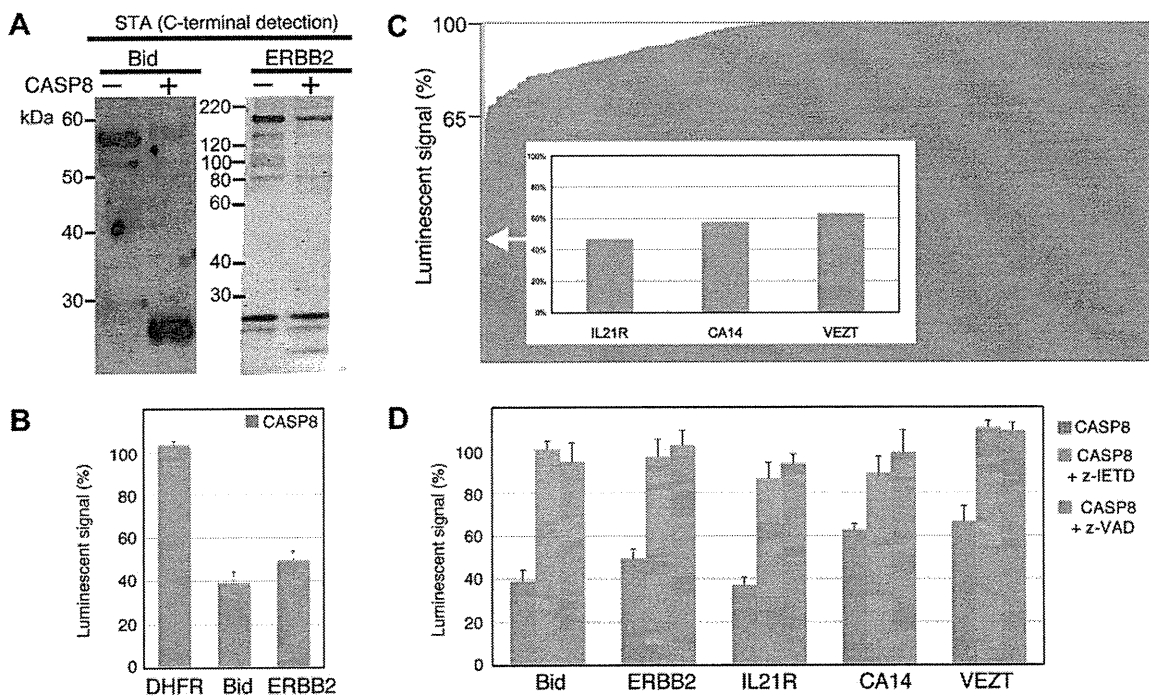 A
STA (C-terminal detection)
Bid
ERBB2
CASP8 − +
− +
kDa
60
50
40
30
220
120
100
80
60
40
30
C
Luminescent signal (%)
100
65
100%
80%
60%
40%
20%
0%
IL21R CA14 VEZT
B
Luminescent signal (%)
100
80
60
40
20
0
CASP8
DHFR Bid ERBB2
D
Luminescent signal (%)
100
80
60
40
20
0
Bid ERBB2 IL21R CA14 VEZT
CASP8
CASP8
+ z-IETD
CASP8
+ z-VAD